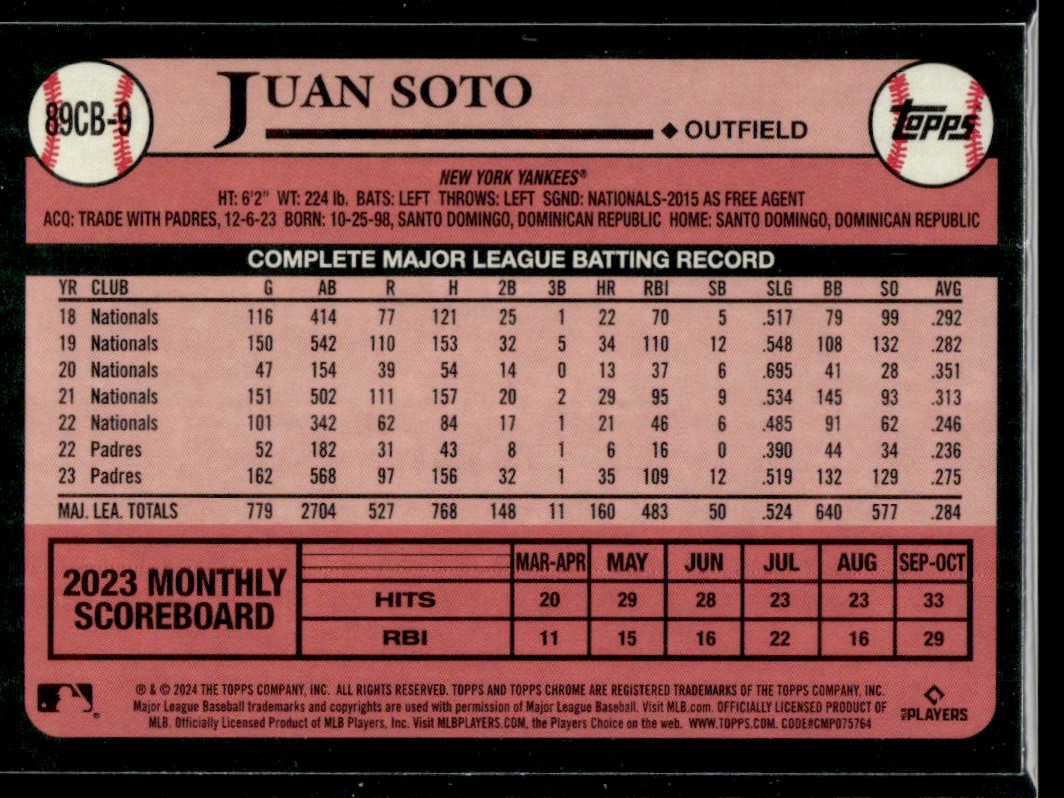 89CB-9
JUAN SOTO
◆ OUTFIELD
TOPPS
NEW YORK YANKEES®
HT: 6'2" WT: 224 lb. BATS: LEFT THROWS: LEFT SGND: NATIONALS-2015 AS FREE AGENT
ACQ: TRADE WITH PADRES, 12-6-23 BORN: 10-25-98, SANTO DOMINGO, DOMINICAN REPUBLIC HOME: SANTO DOMINGO, DOMINICAN REPUBLIC
COMPLETE MAJOR LEAGUE BATTING RECORD
YR CLUB G AB R H 2B 3B HR RBI SB SLG BB SO AVG
18 Nationals 116 414 77 121 25 1 22 70 5 .517 79 99 .292
19 Nationals 150 542 110 153 32 5 34 110 12 .548 108 132 .282
20 Nationals 47 154 39 54 14 0 13 37 6 .695 41 28 .351
21 Nationals 151 502 111 157 20 2 29 95 9 .534 145 93 .313
22 Nationals 101 342 62 84 17 1 21 46 6 .485 91 62 .246
22 Padres 52 182 31 43 8 1 6 16 0 .390 44 34 .236
23 Padres 162 568 97 156 32 1 35 109 12 .519 132 129 .275
MAJ. LEA. TOTALS 779 2704 527 768 148 11 160 483 50 .524 640 577 .284
2023 MONTHLY
SCOREBOARD
MAR-APR MAY JUN JUL AUG SEP-OCT
HITS 20 29 28 23 23 33
RBI 11 15 16 22 16 29
® & © 2024 THE TOPPS COMPANY, INC. ALL RIGHTS RESERVED. TOPPS AND TOPPS CHROME ARE REGISTERED TRADEMARKS OF THE TOPPS COMPANY, INC.
Major League Baseball trademarks and copyrights are used with permission of Major League Baseball. Visit MLB.com. OFFICIALLY LICENSED PRODUCT OF
MLB. Officially Licensed Product of MLB Players, Inc. Visit MLBPLAYERS.COM, the Players Choice on the web. WWW.TOPPS.COM. CODE#CMP075764
MLB PLAYERS